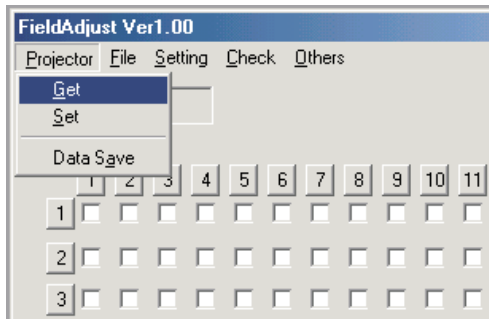 FieldAdjust Ver1.00
Projector File Setting Check Others
Get
Set
Data Save
1 2 3 4 5 6 7 8 9 10 11
1
2
3